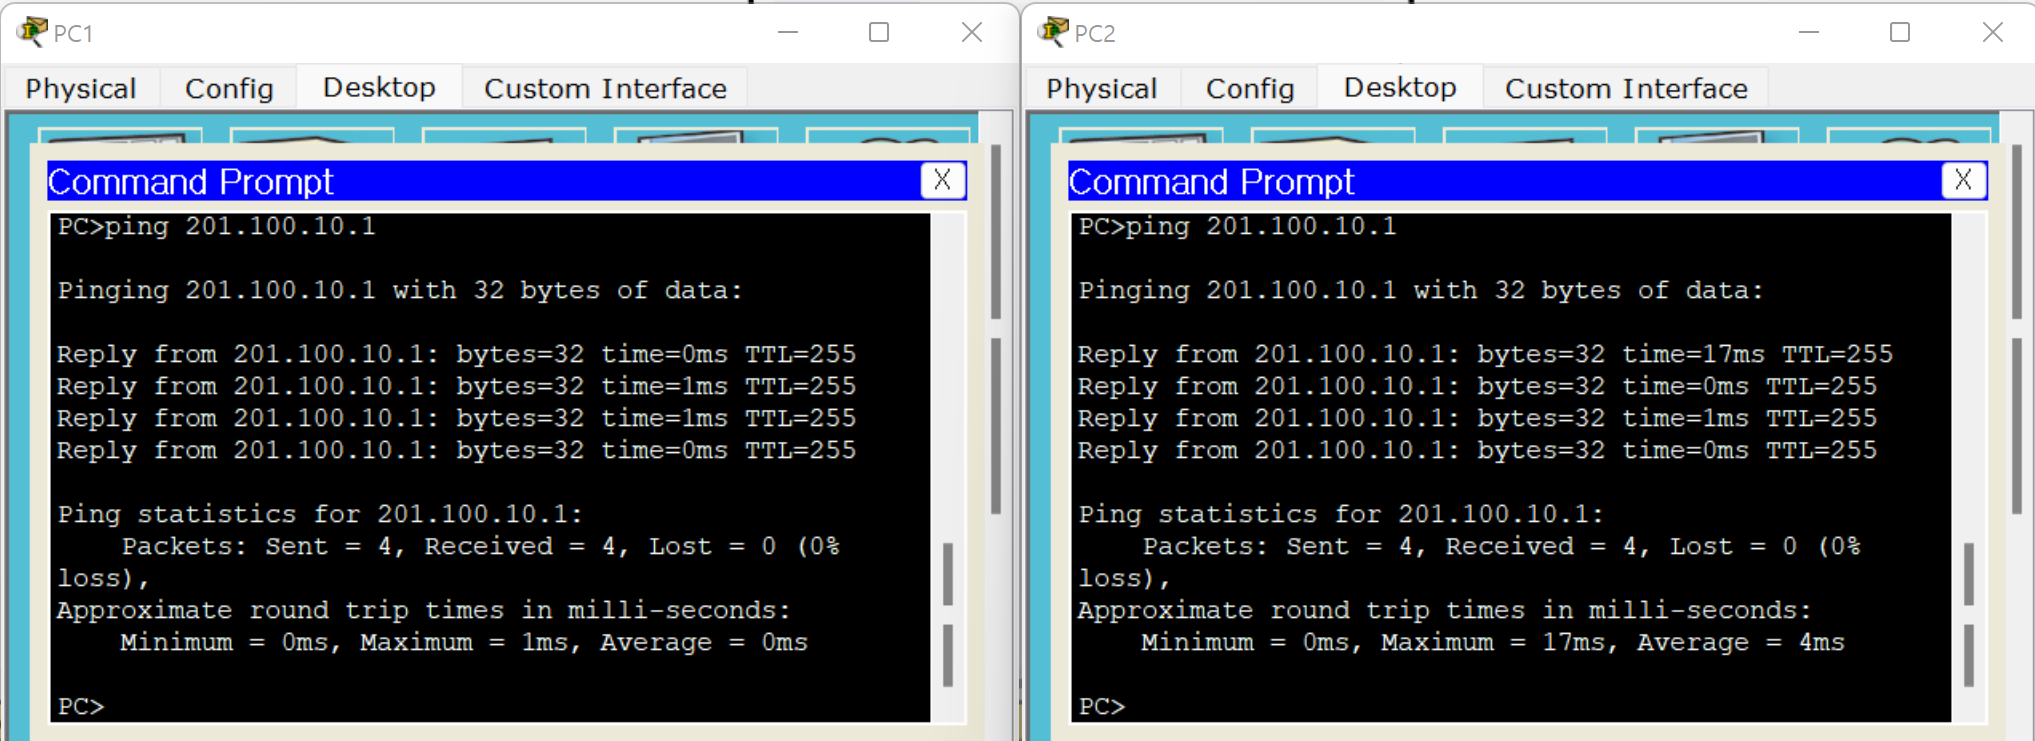 PC1
Physical Config Desktop Custom Interface
Command Prompt X
PC>ping 201.100.10.1
Pinging 201.100.10.1 with 32 bytes of data:
Reply from 201.100.10.1: bytes=32 time=0ms TTL=255
Reply from 201.100.10.1: bytes=32 time=1ms TTL=255
Reply from 201.100.10.1: bytes=32 time=1ms TTL=255
Reply from 201.100.10.1: bytes=32 time=0ms TTL=255
Ping statistics for 201.100.10.1:
Packets: Sent = 4, Received = 4, Lost = 0 (0%
loss),
Approximate round trip times in milli-seconds:
Minimum = 0ms, Maximum = 1ms, Average = 0ms
PC>
PC2
Physical Config Desktop Custom Interface
Command Prompt X
PC>ping 201.100.10.1
Pinging 201.100.10.1 with 32 bytes of data:
Reply from 201.100.10.1: bytes=32 time=17ms TTL=255
Reply from 201.100.10.1: bytes=32 time=0ms TTL=255
Reply from 201.100.10.1: bytes=32 time=1ms TTL=255
Reply from 201.100.10.1: bytes=32 time=0ms TTL=255
Ping statistics for 201.100.10.1:
Packets: Sent = 4, Received = 4, Lost = 0 (0%
loss),
Approximate round trip times in milli-seconds:
Minimum = 0ms, Maximum = 17ms, Average = 4ms
PC>